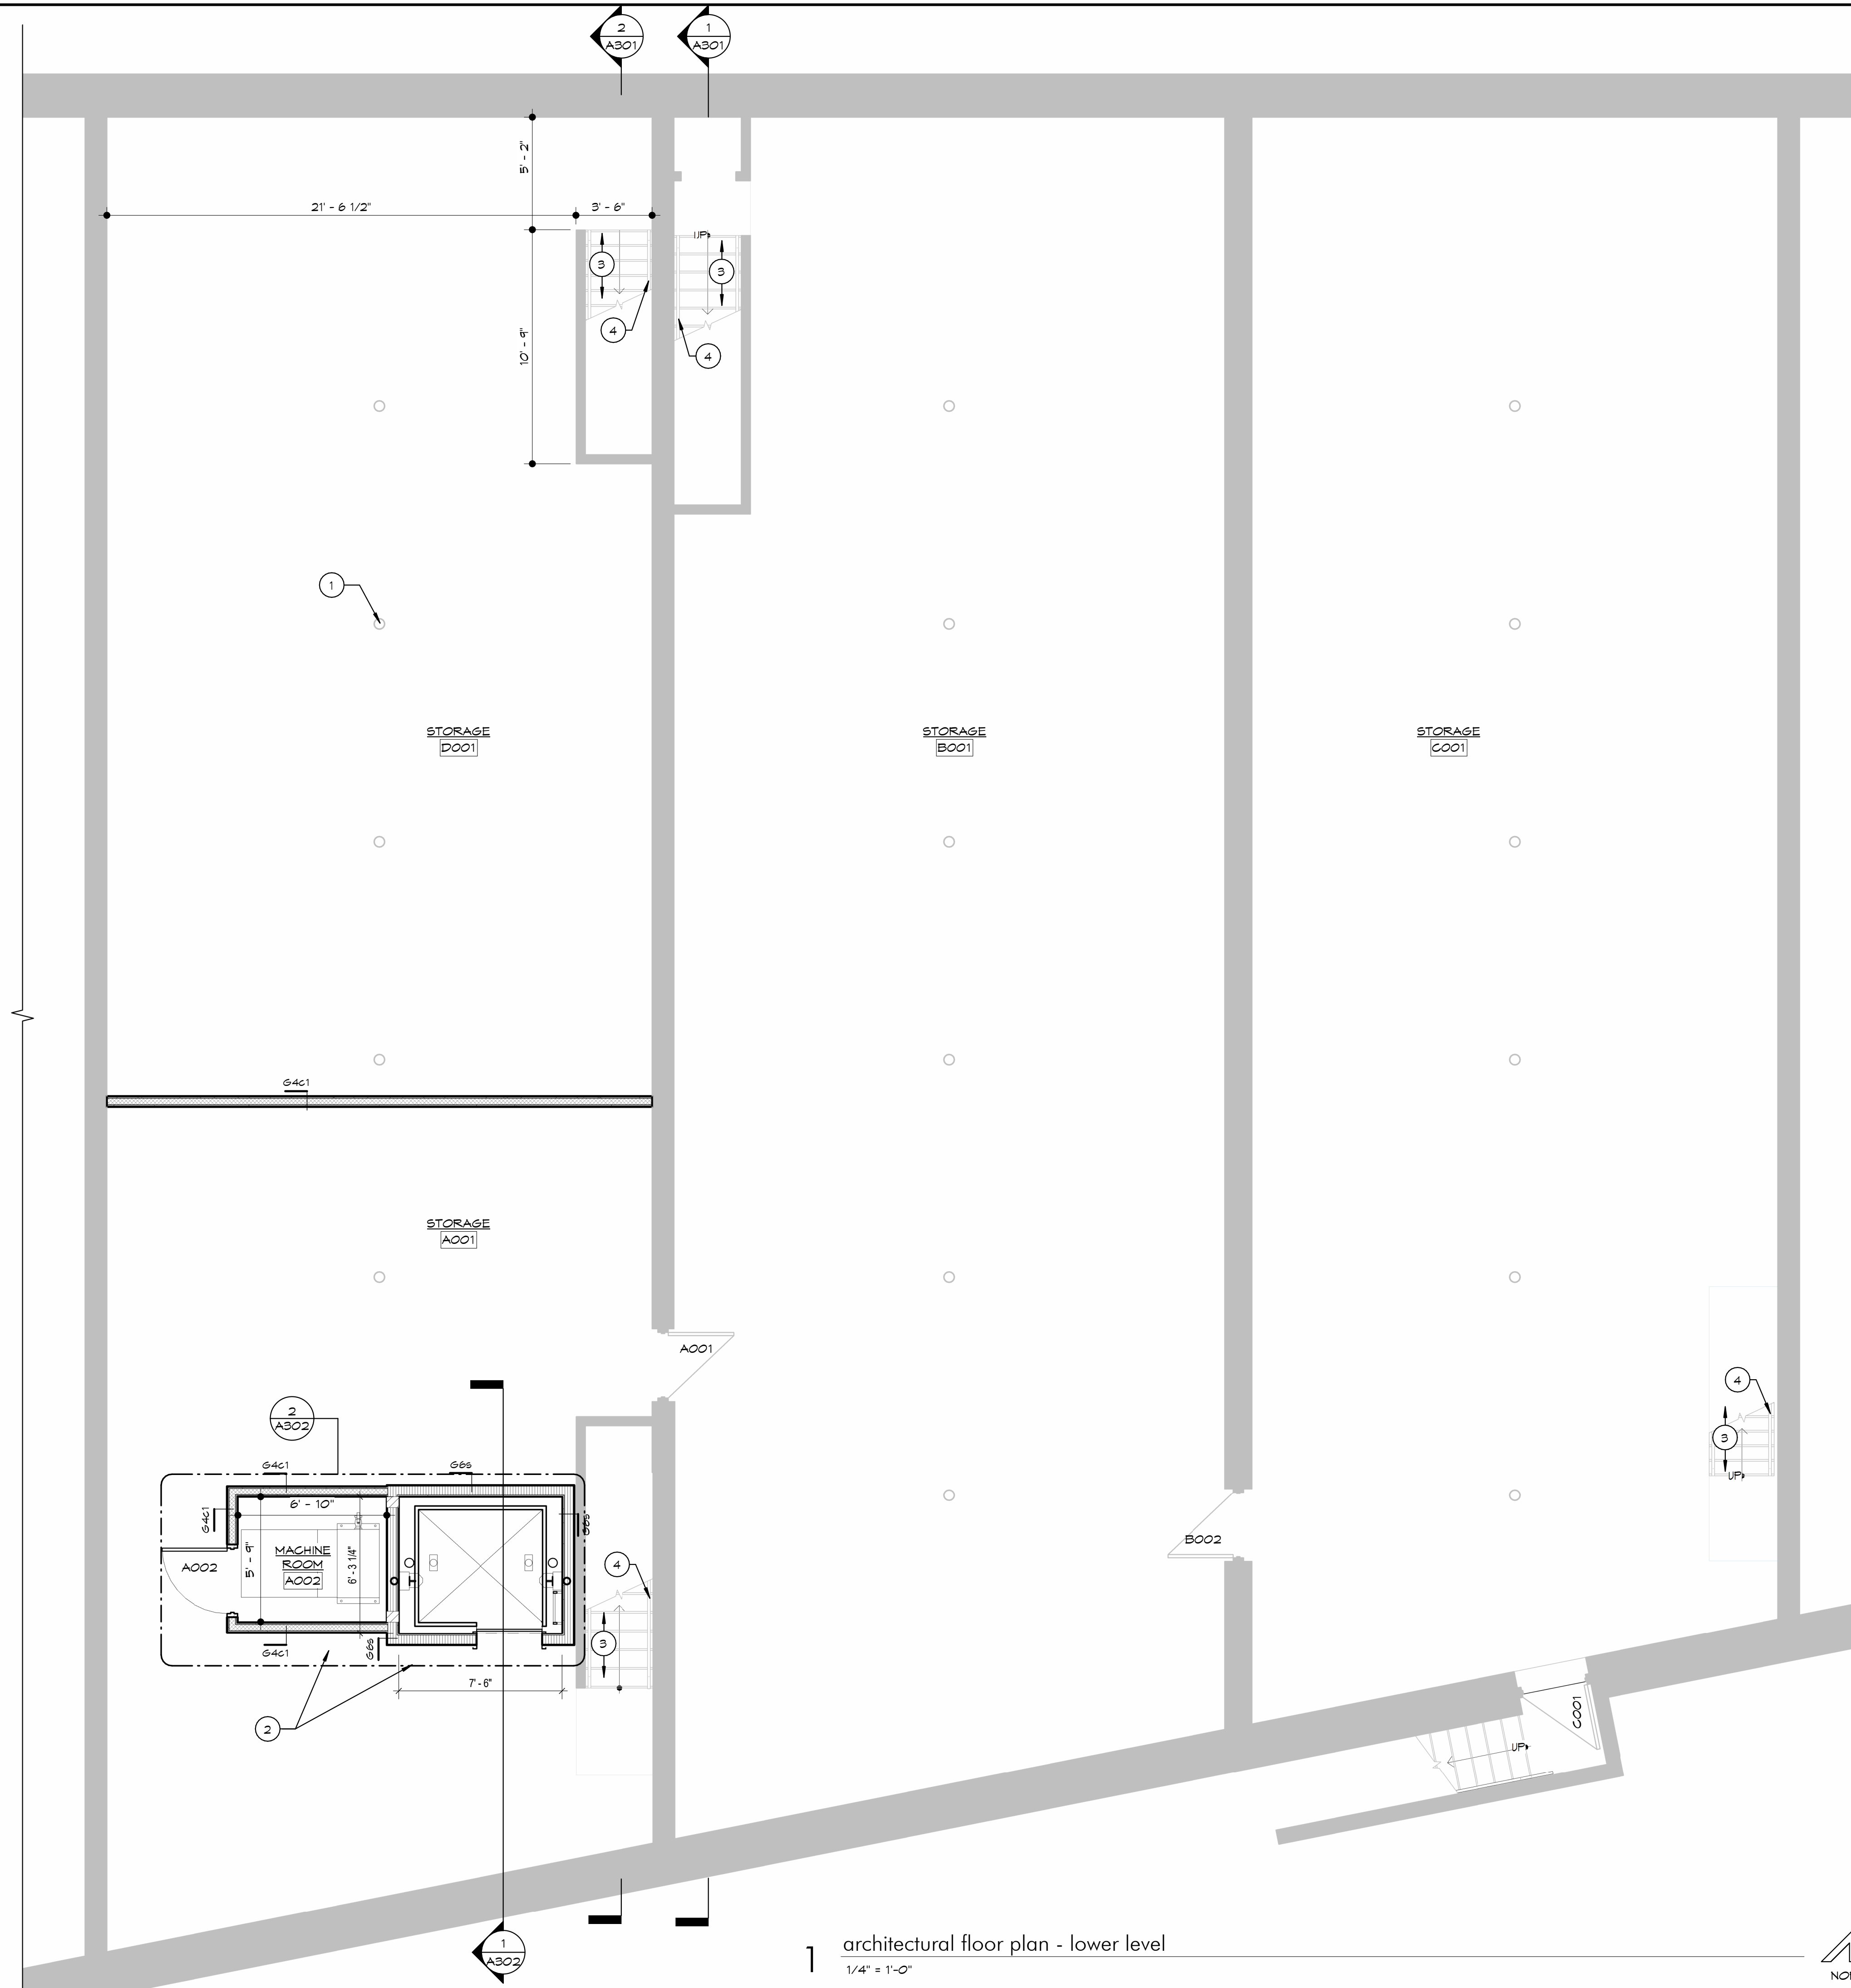 2
A301
1
A301
5' - 2"
21' - 6 1/2"
3' - 6"
UP
3
3
4
4
10' - 9"
1
STORAGE
D001
STORAGE
B001
STORAGE
C001
G4c1
STORAGE
A001
A001
2
A302
4
3
UP
G4c1
G6s
G4c1
6' - 10"
G6s
B002
A002
MACHINE
ROOM
A002
5' - 9"
6' - 3 1/4"
4
3
G4c1
G6s
7' - 6"
2
C001
UP
1
A302
1
architectural floor plan - lower level
1/4" = 1'-0"